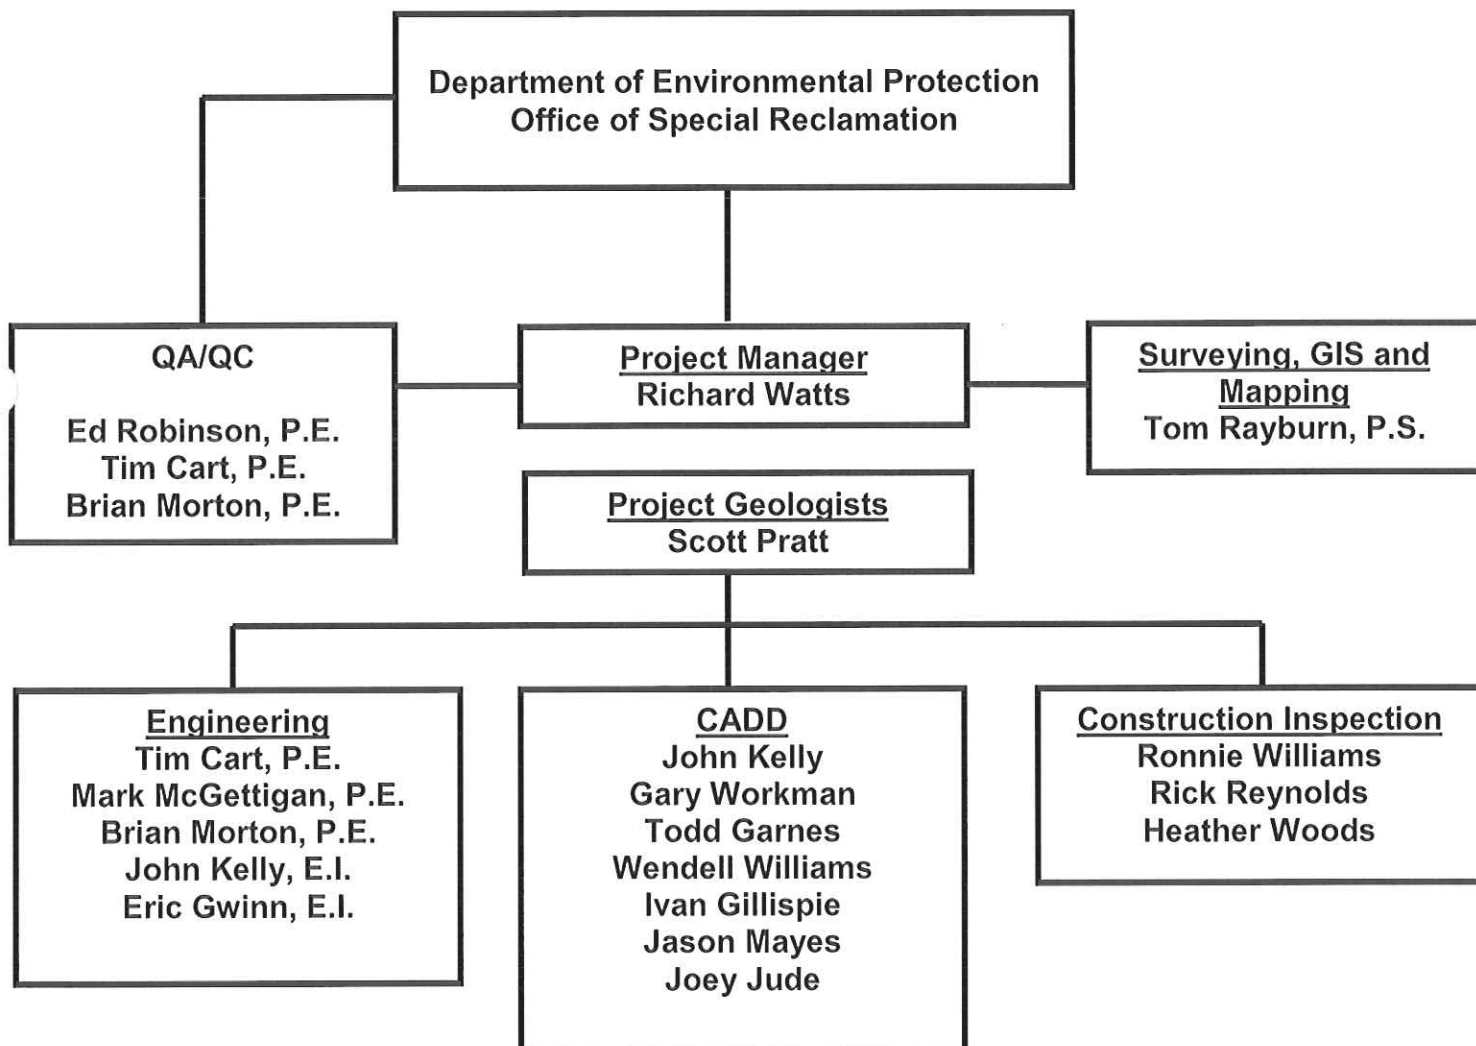 Department of Environmental Protection
Office of Special Reclamation
QA/QC
Ed Robinson, P.E.
Tim Cart, P.E.
Brian Morton, P.E.
Project Manager
Richard Watts
Surveying, GIS and
Mapping
Tom Rayburn, P.S.
Project Geologists
Scott Pratt
Engineering
Tim Cart, P.E.
Mark McGettigan, P.E.
Brian Morton, P.E.
John Kelly, E.I.
Eric Gwinn, E.I.
CADD
John Kelly
Gary Workman
Todd Garnes
Wendell Williams
Ivan Gillispie
Jason Mayes
Joey Jude
Construction Inspection
Ronnie Williams
Rick Reynolds
Heather Woods